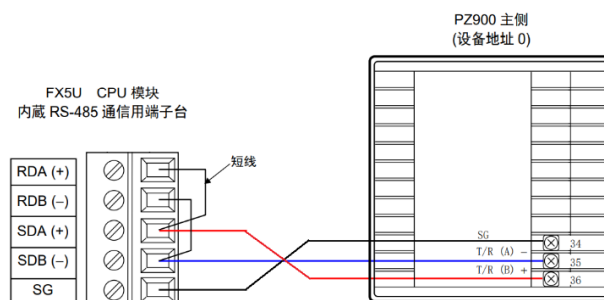 PZ900 主侧
(设备地址 0)
FX5U CPU 模块
内蔵 RS-485 通信用端子台
短线
RDA (+)
RDB (−)
SDA (+)
SDB (−)
SG
SG
34
T/R (A) −
35
T/R (B) +
36